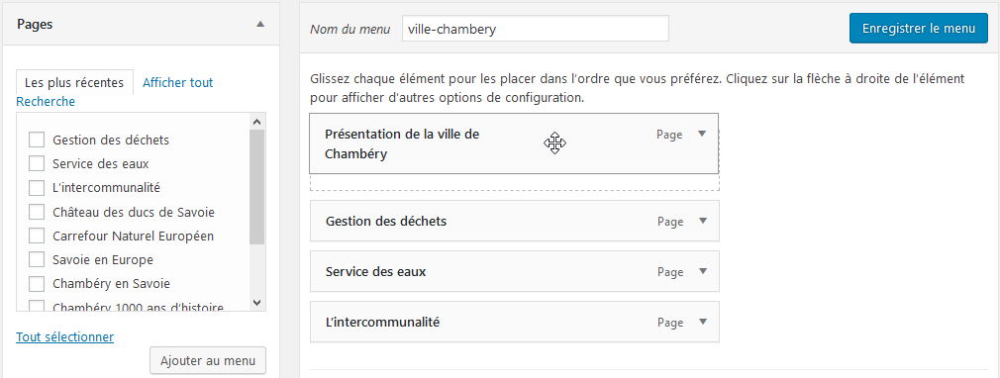 Pages
Les plus récentes
Afficher tout
Recherche
Gestion des déchets
Service des eaux
L'intercommunalité
Château des ducs de Savoie
Carrefour Naturel Européen
Savoie en Europe
Chambéry en Savoie
Chambéry 1000 ans d'histoire
Tout sélectionner
Ajouter au menu
Nom du menu
ville-chambery
Enregistrer le menu
Glissez chaque élément pour les placer dans l'ordre que vous préférez. Cliquez sur la flèche à droite de l'élément
pour afficher d'autres options de configuration.
Présentation de la ville de
Chambéry
Page
Gestion des déchets
Page
Service des eaux
Page
L'intercommunalité
Page